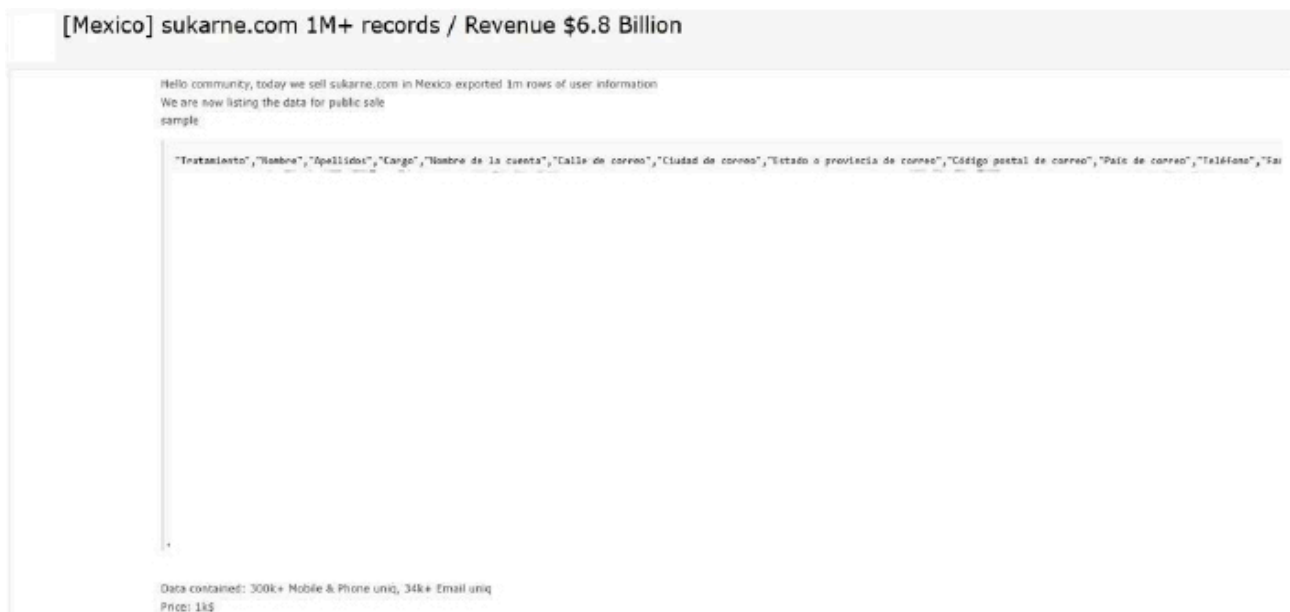 [Mexico] sukarne.com 1M+ records / Revenue $6.8 Billion
Hello community, today we sell sukarne.com in Mexico exported 1m rows of user information
We are now listing the data for public sale
sample
"Tratamiento","Nombre","Apellidos","Cargo","Nombre de la cuenta","Calle de correo","Ciudad de correo","Estado o provincia de correo","Código postal de correo","País de correo","Teléfono","Fa
Data contained: 300k+ Mobile & Phone uniq, 34k+ Email uniq
Price: 1k$